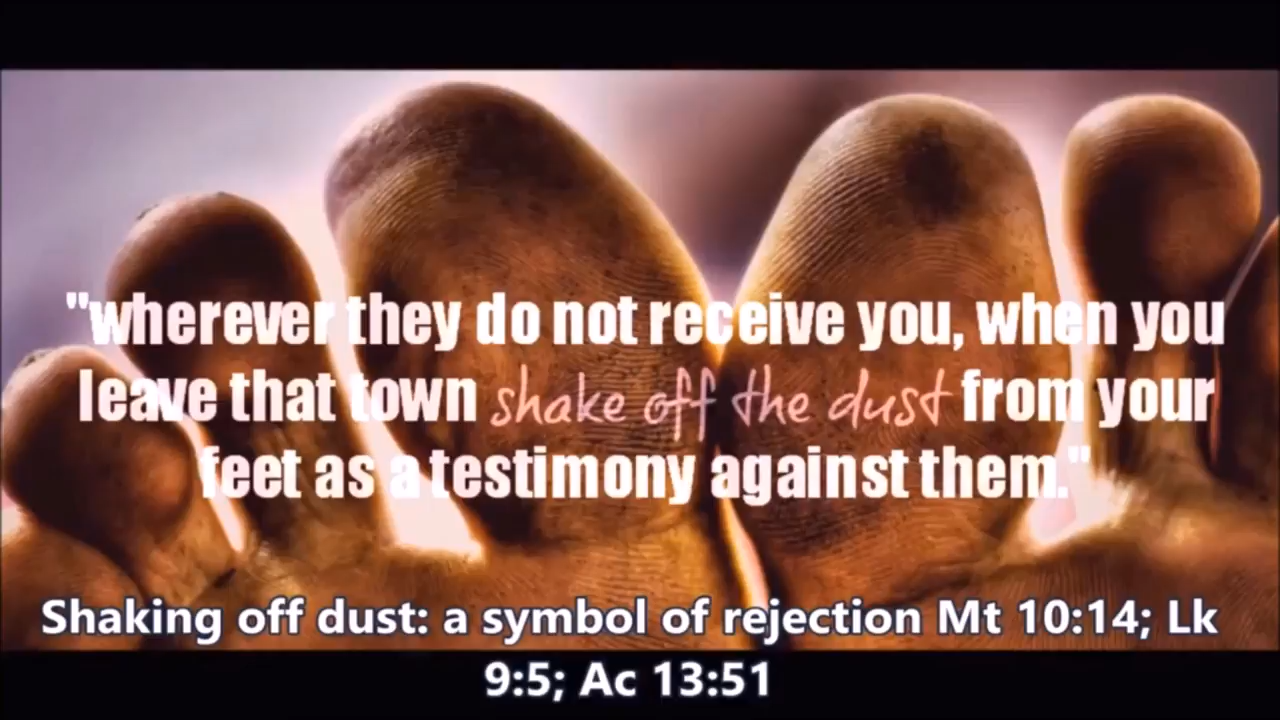 "wherever they do not receive you, when you
leave that town shake off the dust from your
feet as a testimony against them."
Shaking off dust: a symbol of rejection Mt 10:14; Lk
9:5; Ac 13:51